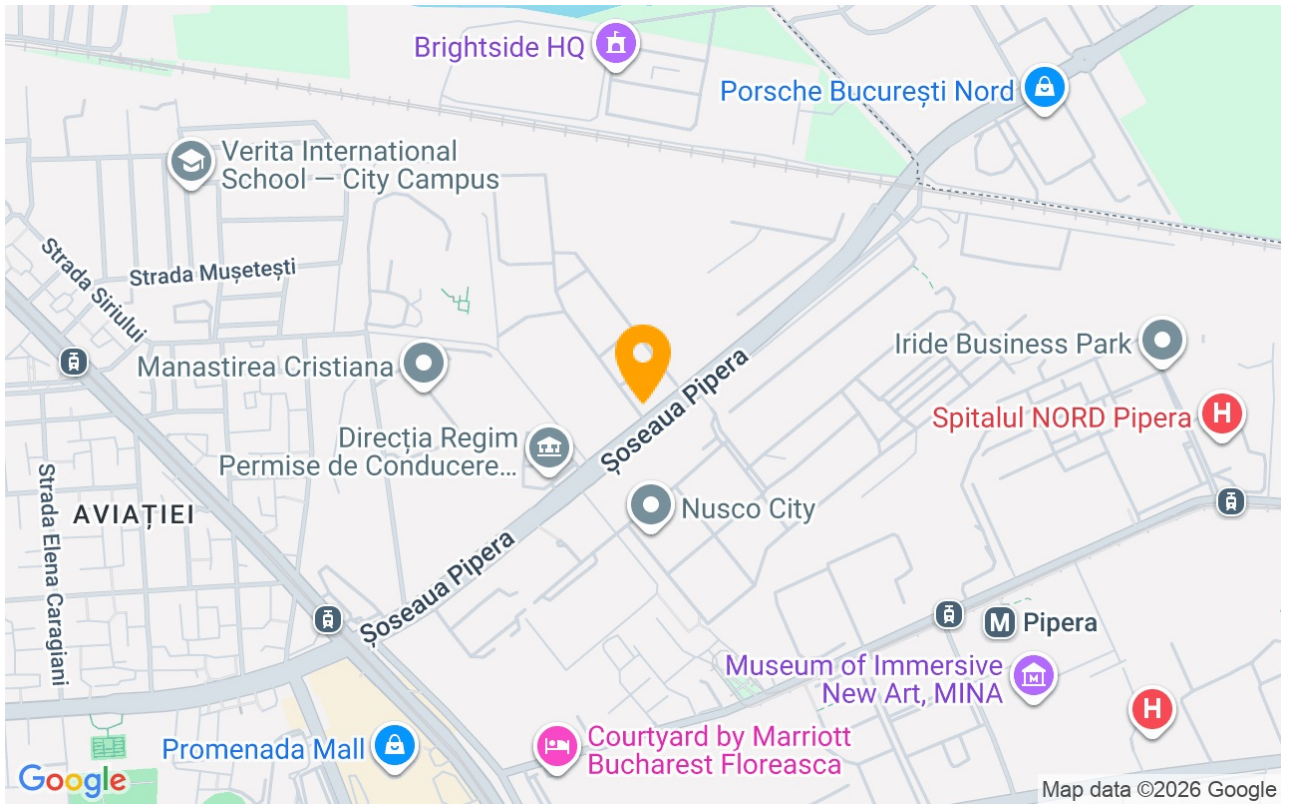 Brightside HQ
Porsche București Nord
Verita International
School — City Campus
Strada Siriului
Strada Mușetești
Manastirea Cristiana
Iride Business Park
Șoseaua Pipera
Spitalul NORD Pipera
H
Direcția Regim
Permise de Conducere...
Strada Elena Caragiani
AVIAȚIEI
Nusco City
Șoseaua Pipera
M Pipera
Museum of Immersive
New Art, MINA
M
H
Promenada Mall
Courtyard by Marriott
Bucharest Floreasca
Google
Map data ©2026 Google